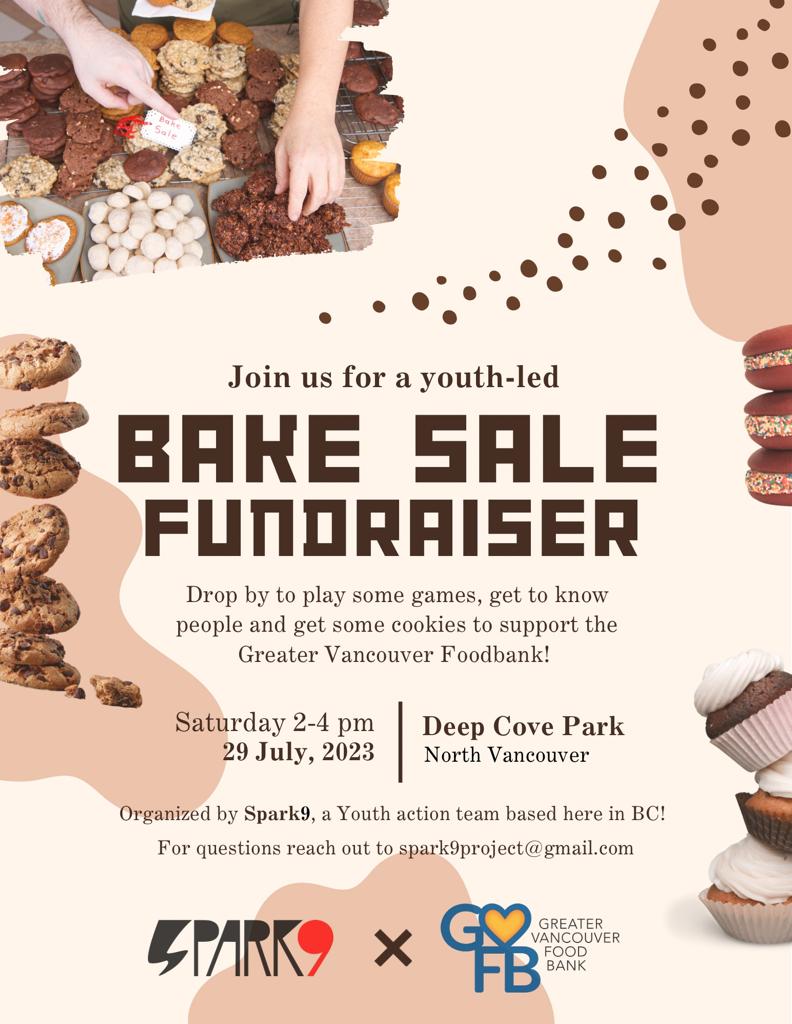 Bake
Sale
Join us for a youth-led
BAKE SALE
FUNDRAISER
Drop by to play some games, get to know
people and get some cookies to support the
Greater Vancouver Foodbank!
Saturday 2-4 pm
29 July, 2023
Deep Cove Park
North Vancouver
Organized by Spark9, a Youth action team based here in BC!
For questions reach out to spark9project@gmail.com
SPARK9
GVFB
GREATER
VANCOUVER
FOOD
BANK